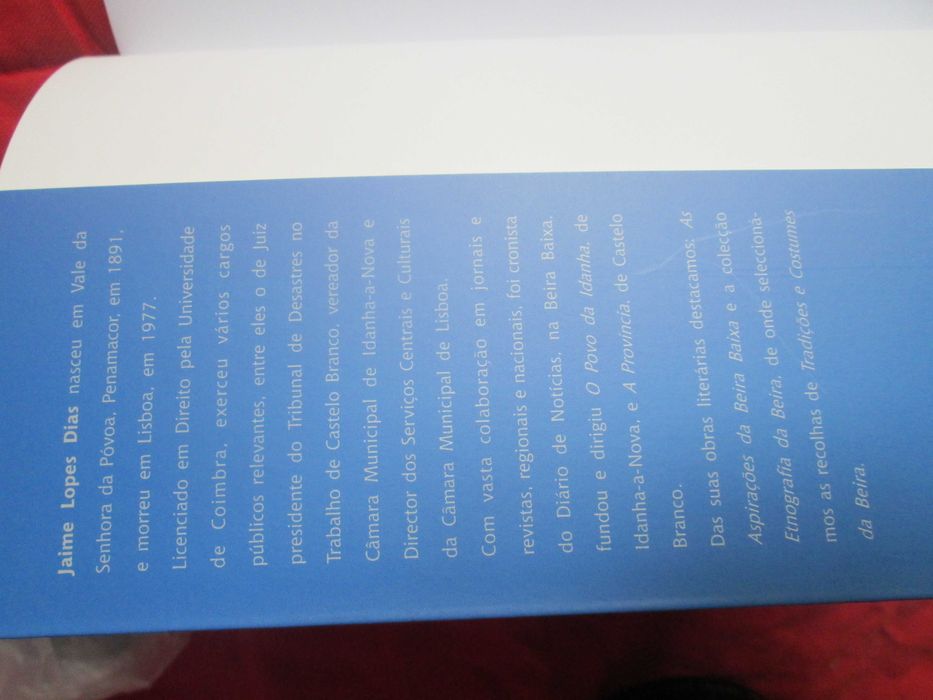 Jaime Lopes Dias nasceu em Vale da
Senhora da Póvoa, Penamacor, em 1891,
e morreu em Lisboa, em 1977.
Licenciado em Direito pela Universidade
de Coimbra, exerceu vários cargos
públicos relevantes, entre eles o de Juiz
presidente do Tribunal de Desastres no
Trabalho de Castelo Branco, vereador da
Câmara Municipal de Idanha-a-Nova e
Director dos Serviços Centrais e Culturais
da Câmara Municipal de Lisboa.
Com vasta colaboração em jornais e
revistas, regionais e nacionais, foi cronista
do Diário de Notícias, na Beira Baixa,
fundou e dirigiu O Povo da Idanha, de
Idanha-a-Nova, e A Província, de Castelo
Branco.
Das suas obras literárias destacamos: As
Aspirações da Beira Baixa e a colecção
Etnografia da Beira, de onde seleccioná-
mos as recolhas de Tradições e Costumes
da Beira.